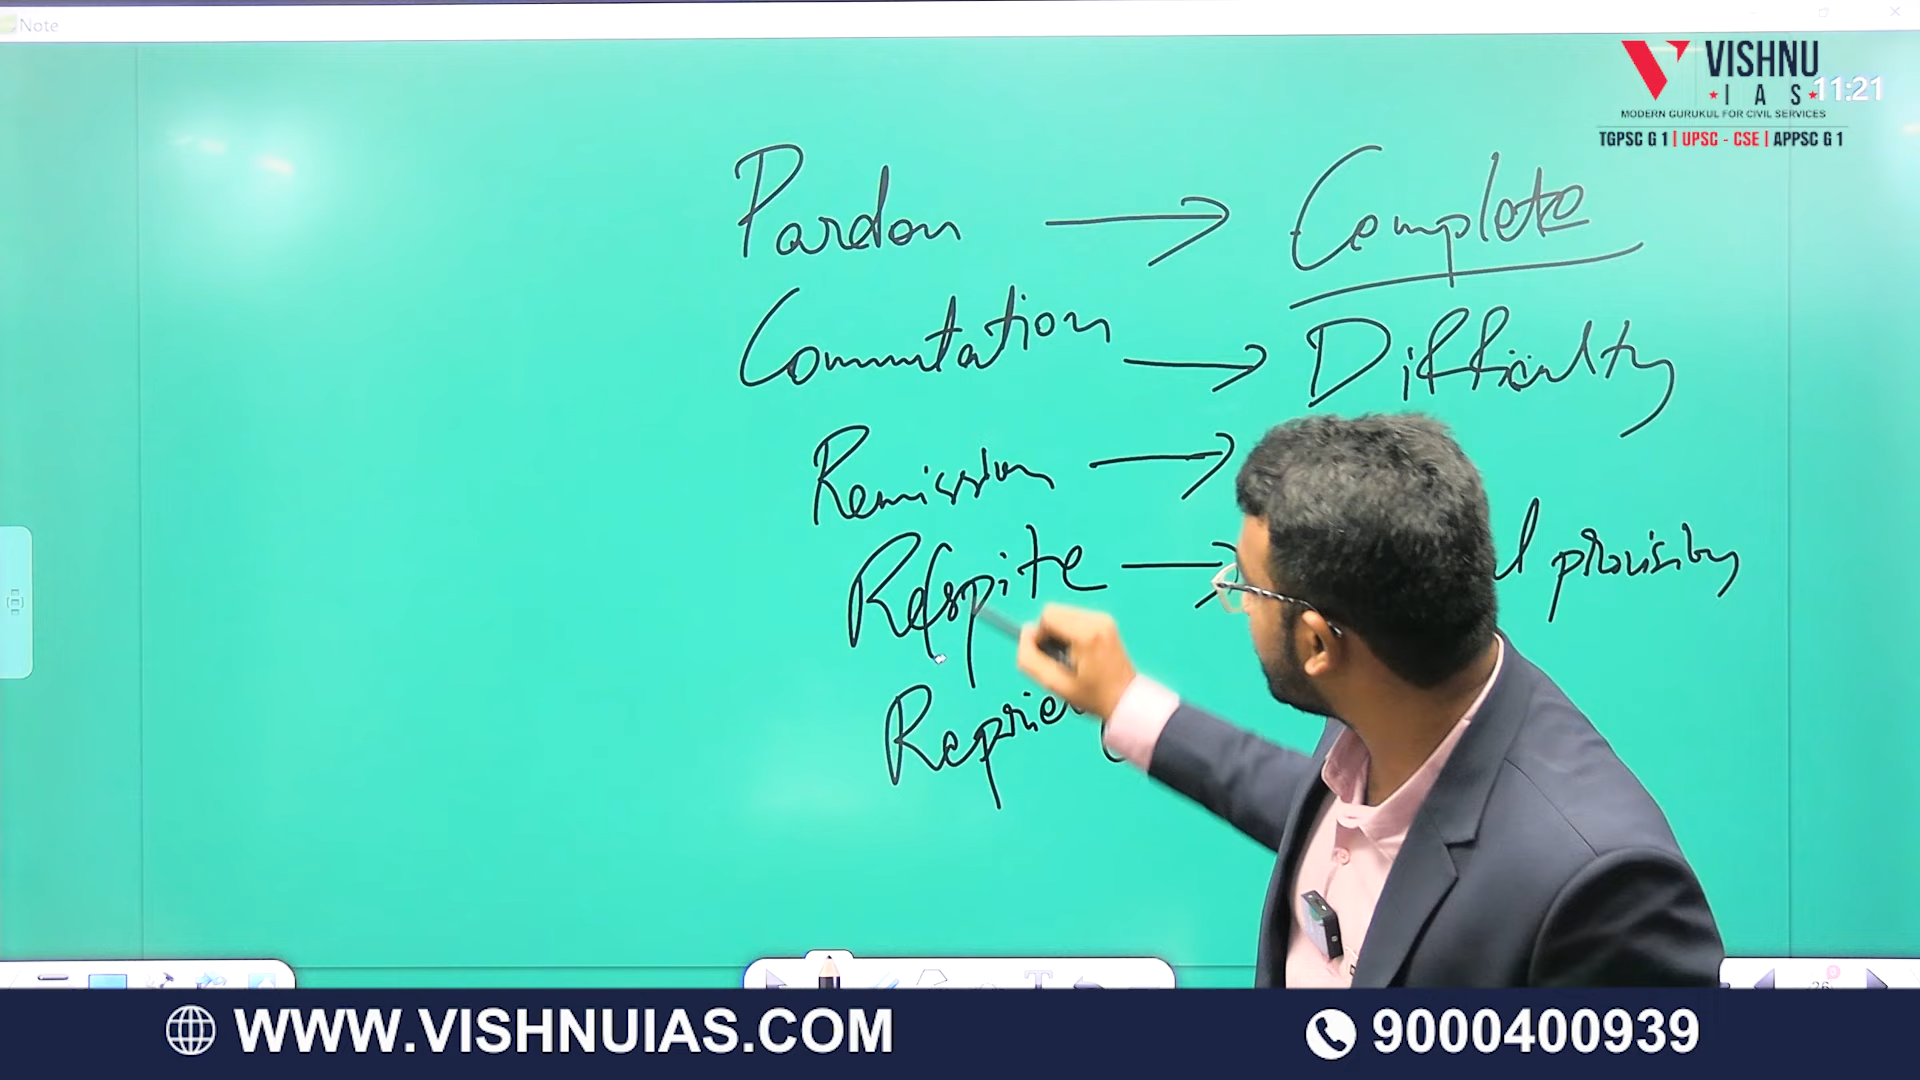 Note
VISHNU
IAS
11:21
MODERN GURUKUL FOR CIVIL SERVICES
TGPSC G 1 | UPSC - CSE | APPSC G 1
Pardon → Complete
Commutation → Difficulty
Remission →
Respite →
WWW.VISHNUIAS.COM
9000400939